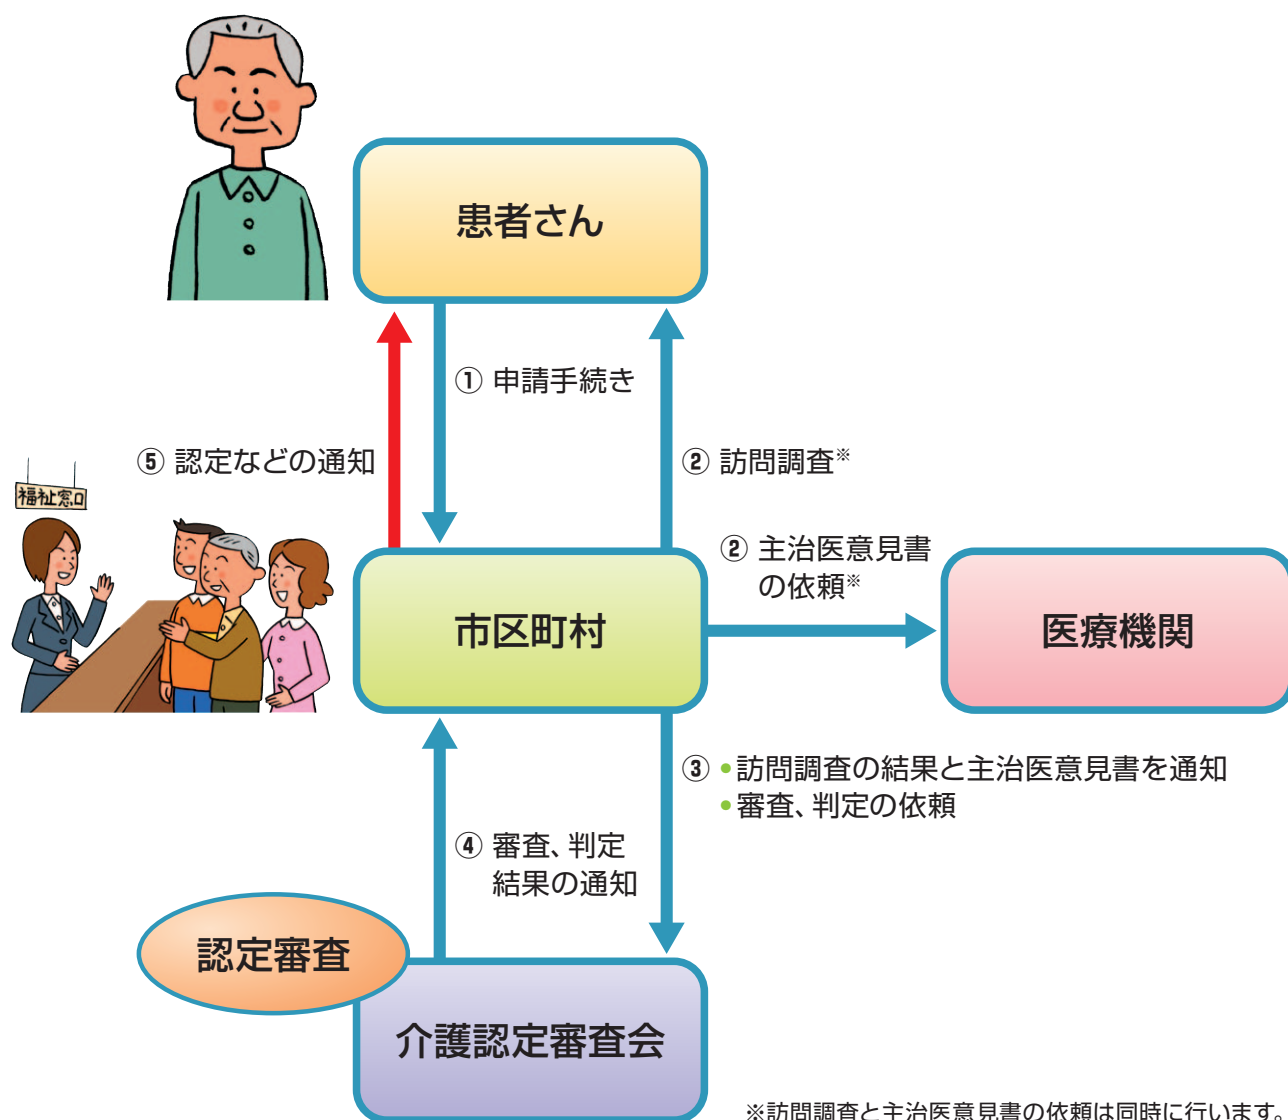 患者さん
① 申請手続き
⑤ 認定などの通知
② 訪問調査※
福祉窓口
② 主治医意見書
の依頼※
市区町村
医療機関
③ •訪問調査の結果と主治医意見書を通知
•審査、判定の依頼
④ 審査、判定
結果の通知
認定審査
介護認定審査会
※訪問調査と主治医意見書の依頼は同時に行います。